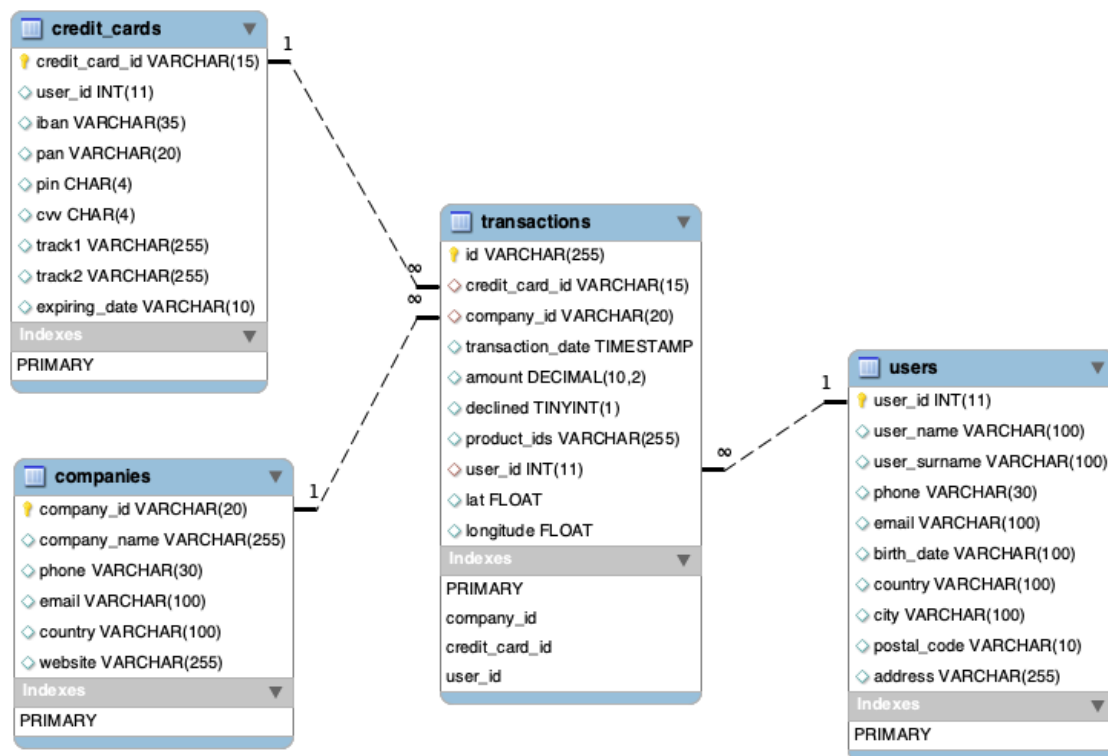 credit_cards
credit_card_id VARCHAR(15)
user_id INT(11)
iban VARCHAR(35)
pan VARCHAR(20)
pin CHAR(4)
cvv CHAR(4)
track1 VARCHAR(255)
track2 VARCHAR(255)
expiring_date VARCHAR(10)
Indexes
PRIMARY
1
∞
∞
1
companies
company_id VARCHAR(20)
company_name VARCHAR(255)
phone VARCHAR(30)
email VARCHAR(100)
country VARCHAR(100)
website VARCHAR(255)
Indexes
PRIMARY
transactions
id VARCHAR(255)
credit_card_id VARCHAR(15)
company_id VARCHAR(20)
transaction_date TIMESTAMP
amount DECIMAL(10,2)
declined TINYINT(1)
product_ids VARCHAR(255)
user_id INT(11)
lat FLOAT
longitude FLOAT
Indexes
PRIMARY
company_id
credit_card_id
user_id
∞
1
users
user_id INT(11)
user_name VARCHAR(100)
user_surname VARCHAR(100)
phone VARCHAR(30)
email VARCHAR(100)
birth_date VARCHAR(100)
country VARCHAR(100)
city VARCHAR(100)
postal_code VARCHAR(10)
address VARCHAR(255)
Indexes
PRIMARY